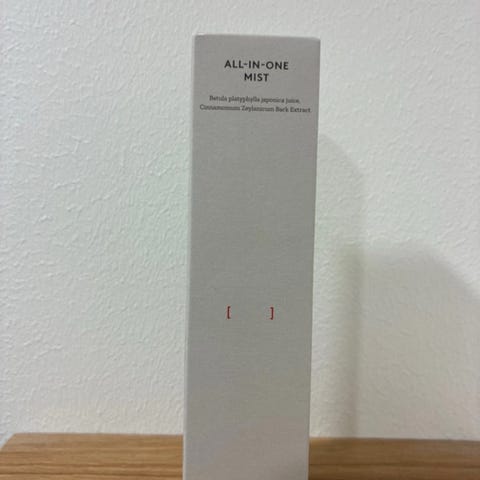 ALL-IN-ONE
MIST
Betula platyphylla japonica juice,
Cinnamomum Zeylanicum Bark Extract
[ ]